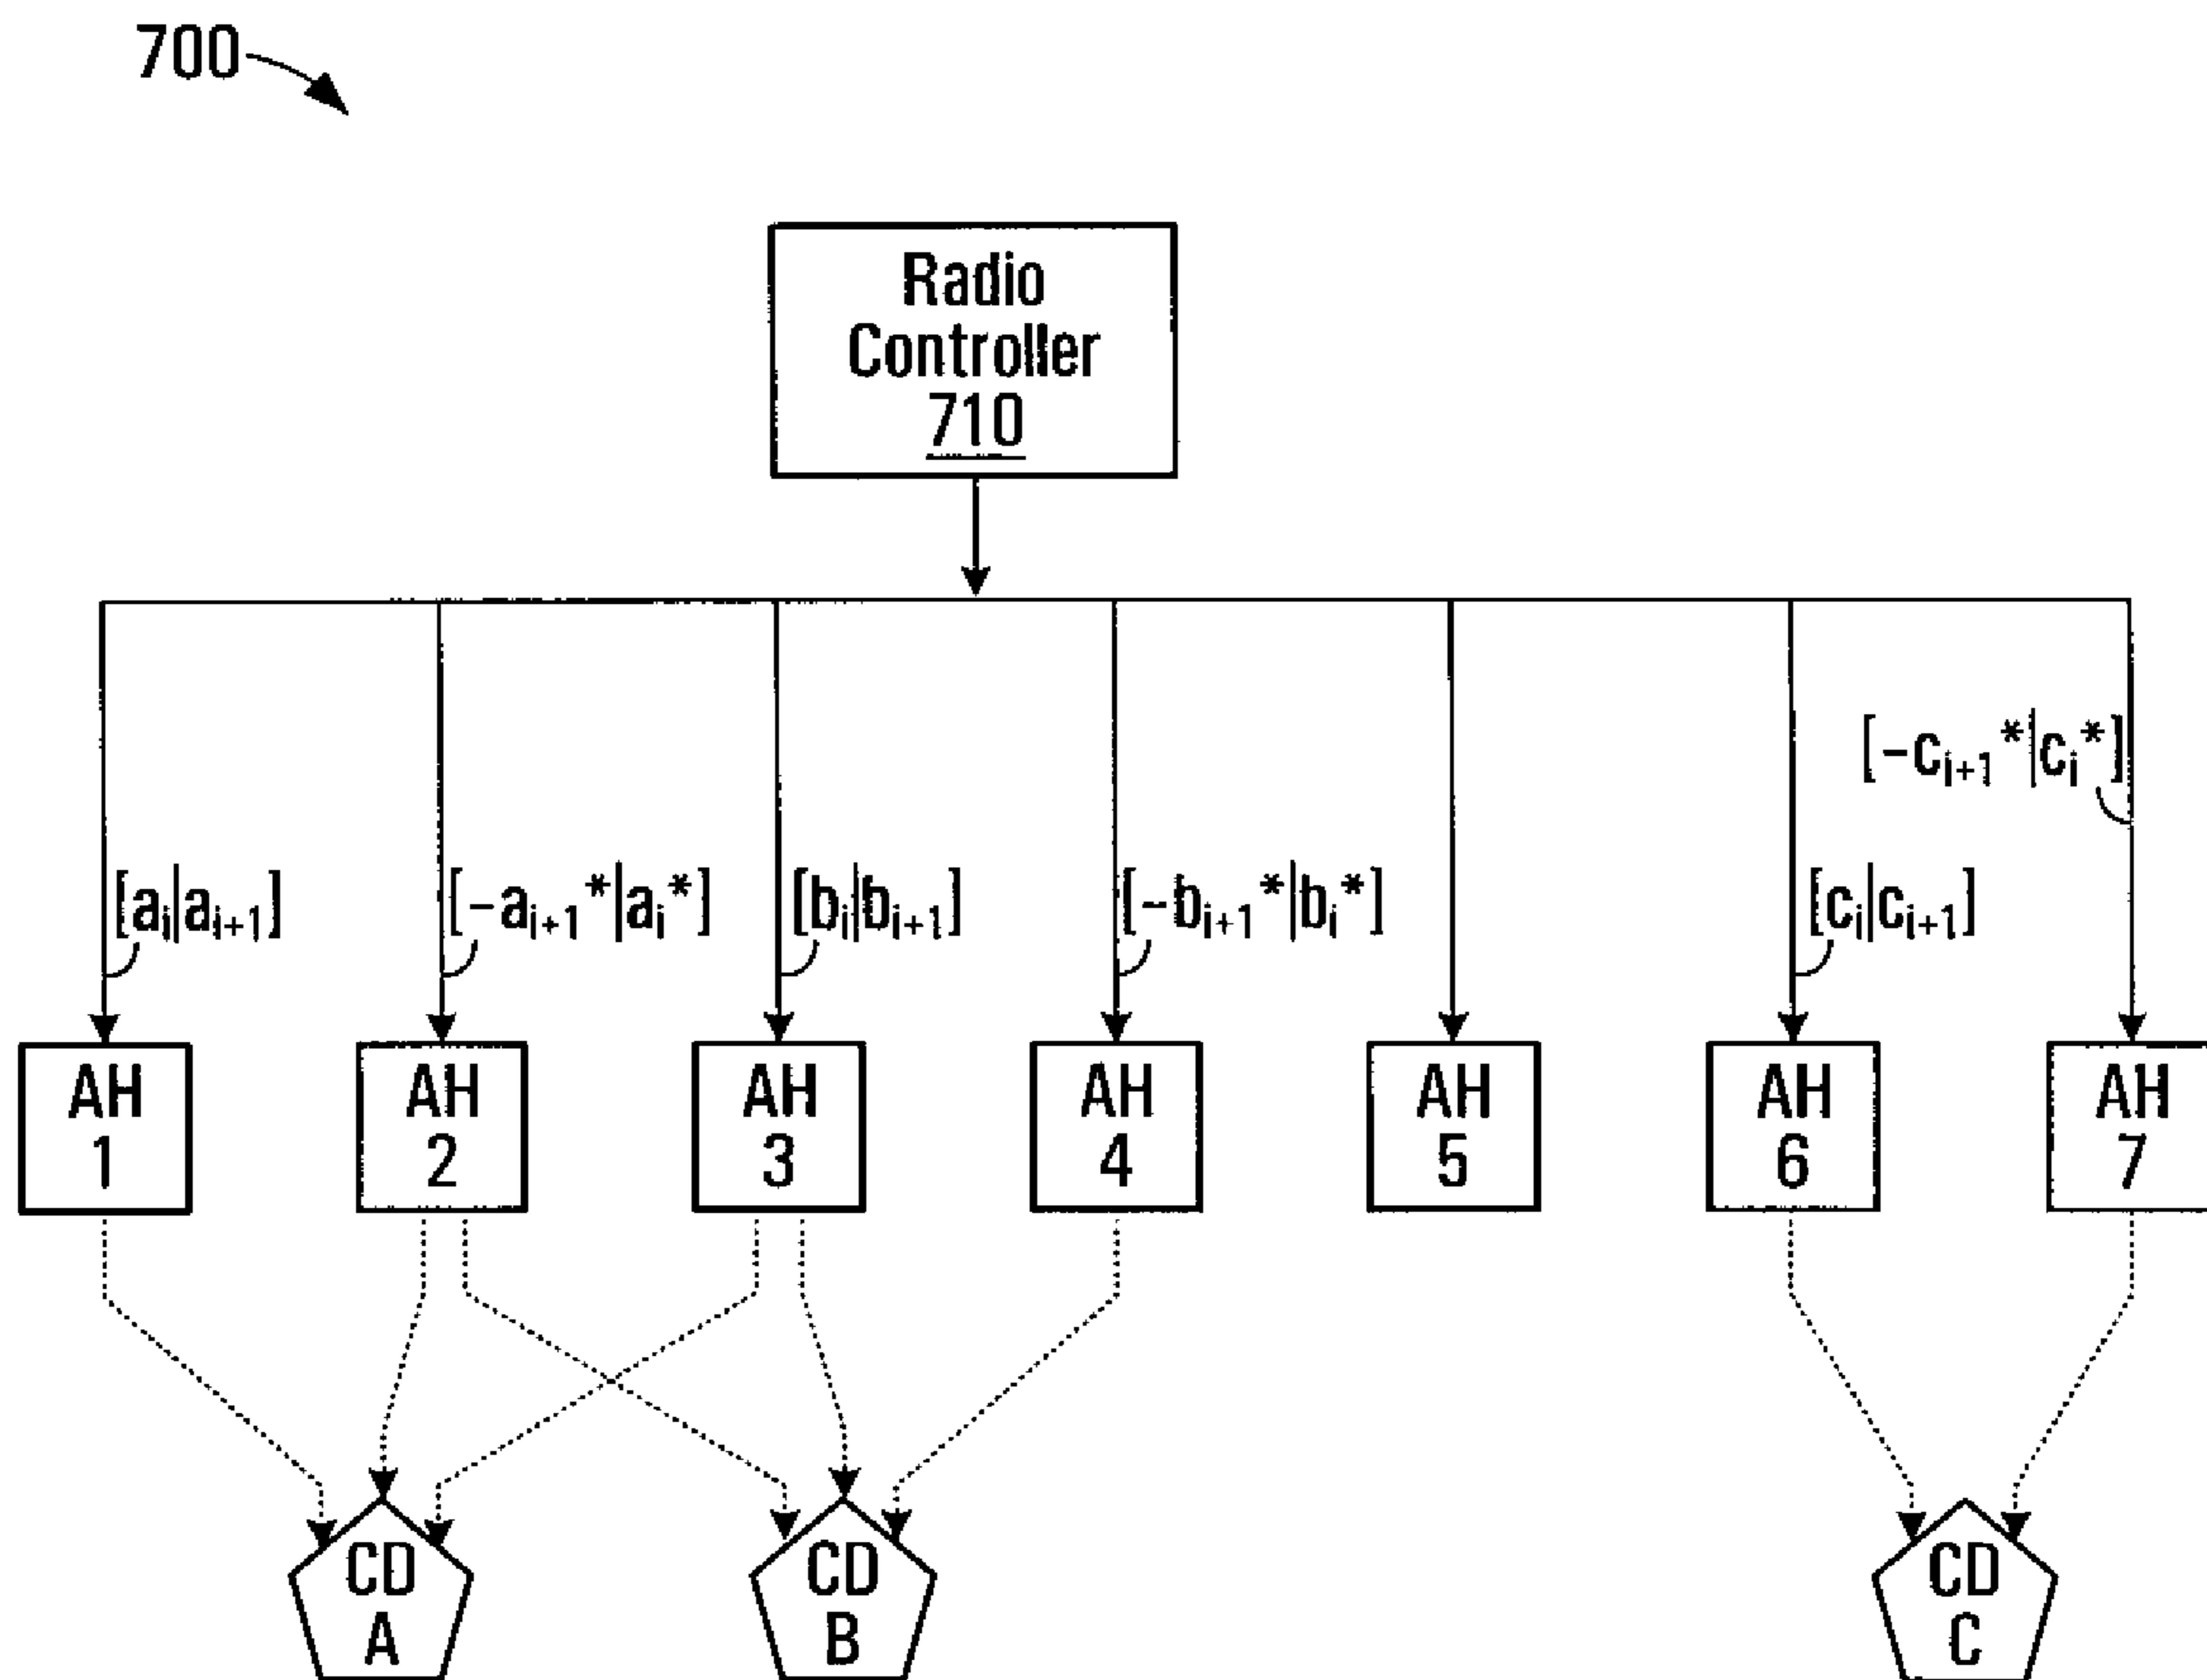 700
Radio
Controller
710
[-cᵢ₊₁*|cᵢ*]
[aᵢ|aᵢ₊₁]
[-aᵢ₊₁*|aᵢ*]
[bᵢ|bᵢ₊₁]
[-bᵢ₊₁*|bᵢ*]
[cᵢ|cᵢ₊₁]
AH
1
AH
2
AH
3
AH
4
AH
5
AH
6
AH
7
CD
A
CD
B
CD
C